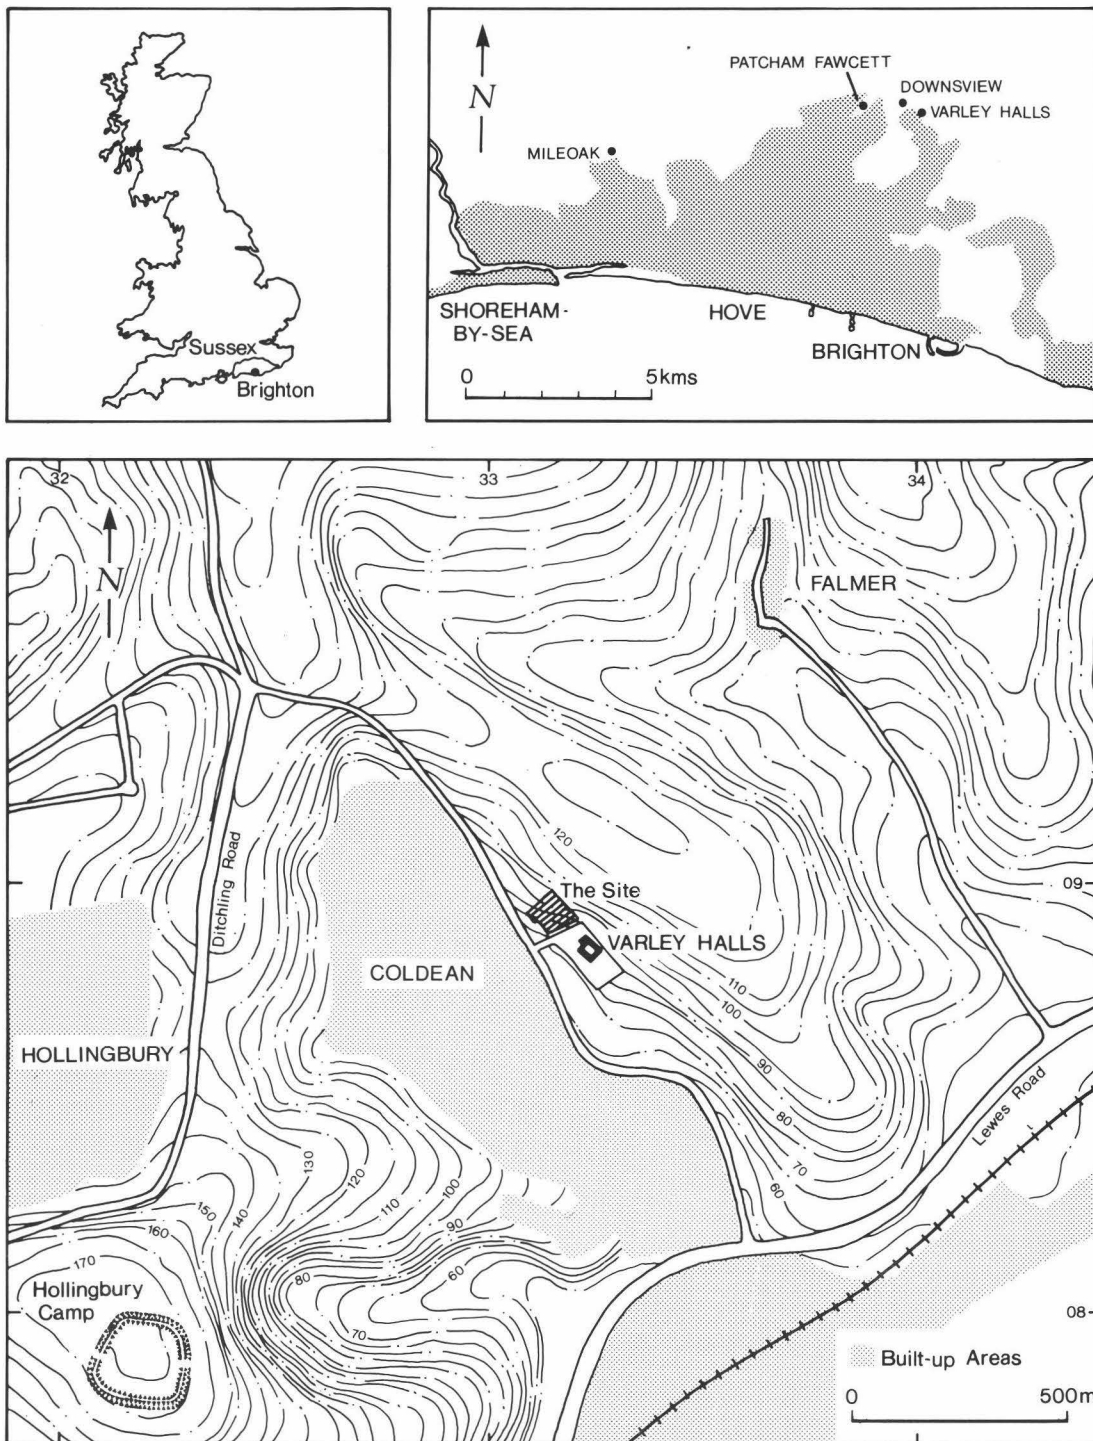 Sussex
Brighton
N
PATCHAM FAWCETT
DOWNSVIEW
VARLEY HALLS
MILEOAK
SHOREHAM-
BY-SEA
HOVE
BRIGHTON
0 5kms
32 33 34
N
FALMER
120
The Site
09
VARLEY HALLS
Ditchling Road
COLDEAN
110
100
HOLLINGBURY
90
80
70
60
Lewes Road
130
120
110
100
90
150
140
160
170
80
60
70
Hollingbury
Camp
08
Built-up Areas
0 500m